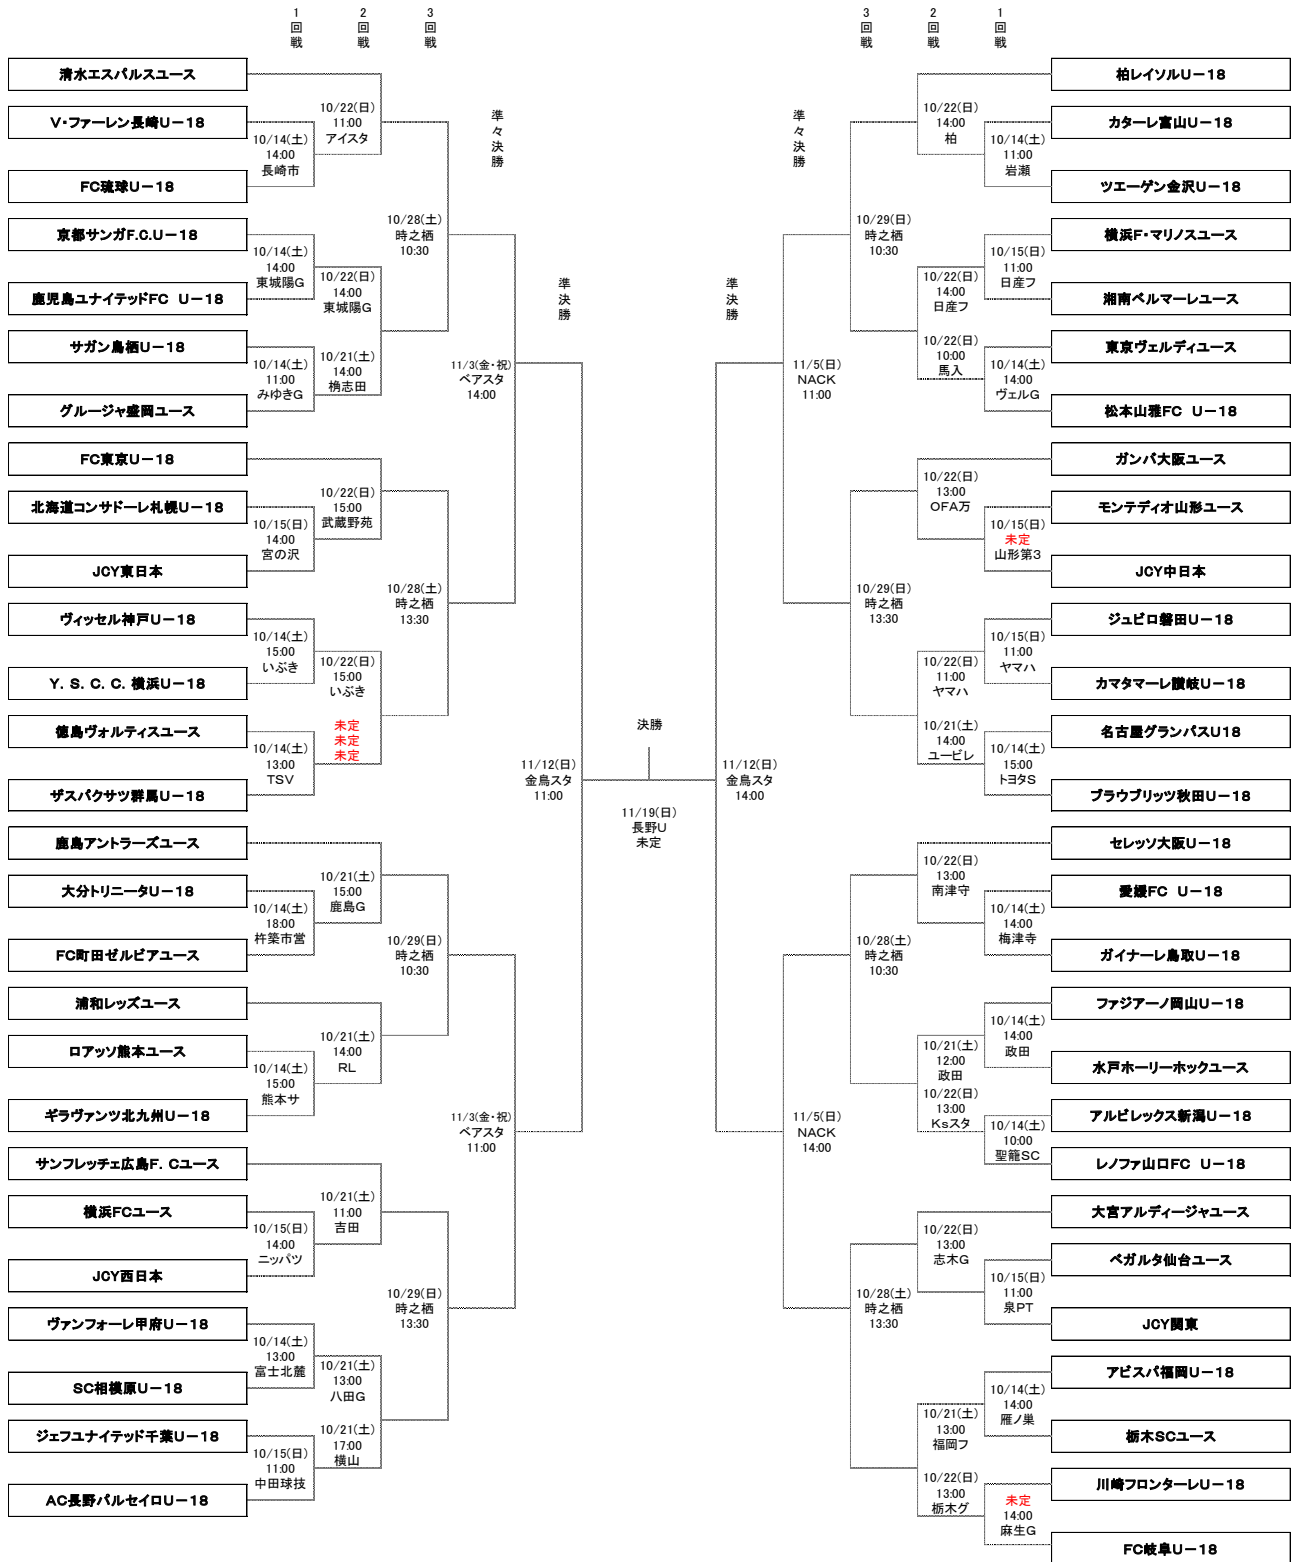 1
回
戦
2
回
戦
3
回
戦
3
回
戦
2
回
戦
1
回
戦
清水エスパルスユース
V・ファーレン長崎U－18
FC琉球U－18
京都サンガF.C.U－18
鹿児島ユナイテッドFC U－18
サガン鳥栖U－18
グルージャ盛岡ユース
FC東京U－18
北海道コンサドーレ札幌U－18
JCY東日本
ヴィッセル神戸U－18
Y．S．C．C．横浜U－18
徳島ヴォルティスユース
ザスパクサツ群馬U－18
鹿島アントラーズユース
大分トリニータU－18
FC町田ゼルビアユース
浦和レッズユース
ロアッソ熊本ユース
ギラヴァンツ北九州U－18
サンフレッチェ広島F．Cユース
横浜FCユース
JCY西日本
ヴァンフォーレ甲府U－18
SC相模原U－18
ジェフユナイテッド千葉U－18
AC長野パルセイロU－18
10/14(土)
14:00
長崎市
10/14(土)
14:00
東城陽G
10/14(土)
11:00
みゆきG
10/15(日)
14:00
宮の沢
10/14(土)
15:00
いぶき
10/14(土)
13:00
TSV
10/14(土)
18:00
杵築市営
10/14(土)
15:00
熊本サ
10/15(日)
14:00
ニッパツ
10/14(土)
13:00
富士北麓
10/15(日)
11:00
中田球技
10/22(日)
11:00
アイスタ
10/22(日)
14:00
東城陽G
10/21(土)
14:00
桷志田
10/22(日)
15:00
武蔵野苑
10/22(日)
15:00
いぶき
未定
未定
未定
10/21(土)
15:00
鹿島G
10/21(土)
14:00
RL
10/21(土)
11:00
吉田
10/21(土)
13:00
八田G
10/21(土)
17:00
横山
10/28(土)
時之栖
10:30
10/28(土)
時之栖
13:30
10/29(日)
時之栖
10:30
10/29(日)
時之栖
13:30
準
々
決
勝
11/3(金・祝)
ベアスタ
14:00
11/3(金・祝)
ベアスタ
11:00
準
決
勝
11/12(日)
金鳥スタ
11:00
決勝
11/19(日)
長野U
未定
準
決
勝
11/12(日)
金鳥スタ
14:00
準
々
決
勝
11/5(日)
NACK
11:00
11/5(日)
NACK
14:00
10/29(日)
時之栖
10:30
10/29(日)
時之栖
13:30
10/28(土)
時之栖
10:30
10/28(土)
時之栖
13:30
10/22(日)
14:00
柏
10/22(日)
14:00
日産フ
10/22(日)
10:00
馬入
10/22(日)
13:00
OFA万
10/22(日)
11:00
ヤマハ
10/21(土)
14:00
ユービレ
10/22(日)
13:00
南津守
10/21(土)
12:00
政田
10/22(日)
13:00
Ksスタ
10/22(日)
13:00
志木G
10/21(土)
13:00
福岡フ
10/22(日)
13:00
栃木グ
10/14(土)
11:00
岩瀬
10/15(日)
11:00
日産フ
10/14(土)
14:00
ヴェルG
10/15(日)
未定
山形第3
10/15(日)
11:00
ヤマハ
10/14(土)
15:00
トヨタS
10/14(土)
14:00
梅津寺
10/14(土)
14:00
政田
10/14(土)
10:00
聖籠SC
10/15(日)
11:00
泉PT
10/14(土)
14:00
雁ノ巣
未定
14:00
麻生G
柏レイソルU－18
カターレ富山U－18
ツエーゲン金沢U－18
横浜F・マリノスユース
湘南ベルマーレユース
東京ヴェルディユース
松本山雅FC U－18
ガンバ大阪ユース
モンテディオ山形ユース
JCY中日本
ジュビロ磐田U－18
カマタマーレ讃岐U－18
名古屋グランパスU18
ブラウブリッツ秋田U－18
セレッソ大阪U－18
愛媛FC U－18
ガイナーレ鳥取U－18
ファジアーノ岡山U－18
水戸ホーリーホックユース
アルビレックス新潟U－18
レノファ山口FC U－18
大宮アルディージャユース
ベガルタ仙台ユース
JCY関東
アビスパ福岡U－18
栃木SCユース
川崎フロンターレU－18
FC岐阜U－18